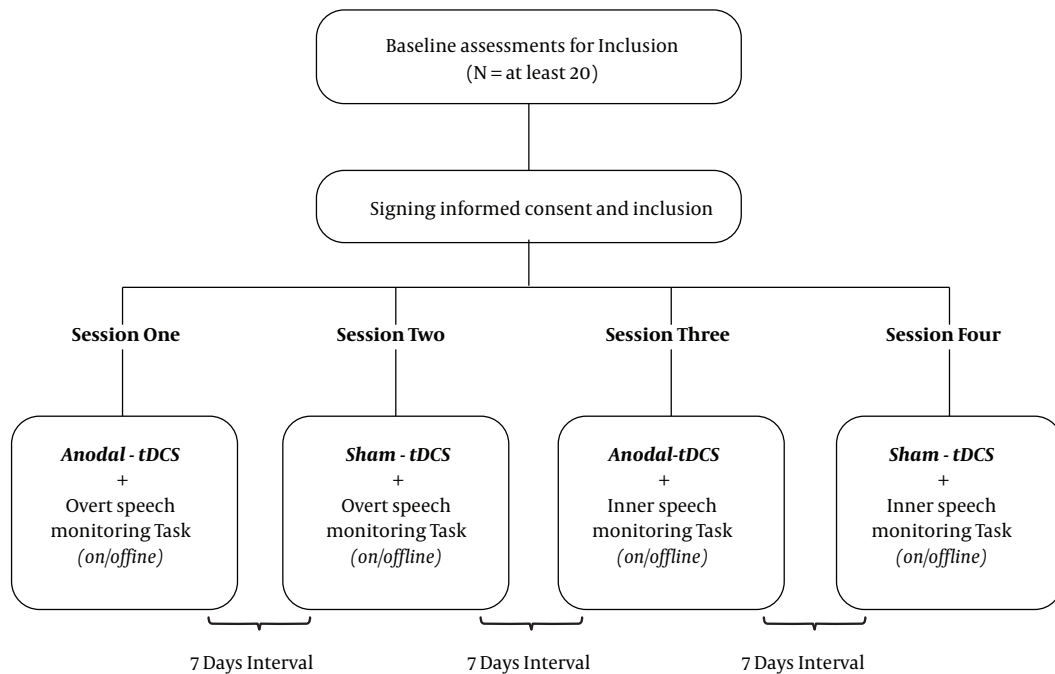 Baseline assessments for Inclusion
(N = at least 20)
Signing informed consent and inclusion
Session One
Session Two
Session Three
Session Four
Anodal - tDCS
+
Overt speech
monitoring Task
(on/offine)
Sham - tDCS
+
Overt speech
monitoring Task
(on/offline)
Anodal-tDCS
+
Inner speech
monitoring Task
(on/offline)
Sham - tDCS
+
Inner speech
monitoring Task
(on/offline)
7 Days Interval
7 Days Interval
7 Days Interval